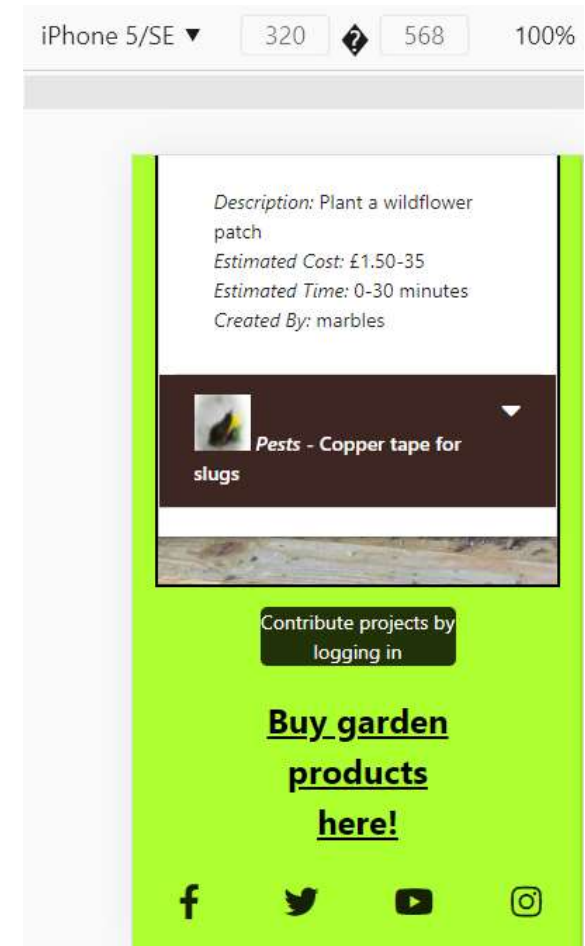 iPhone 5/SE ▼ 320 � 568 100%
Description: Plant a wildflower
patch
Estimated Cost: £1.50-35
Estimated Time: 0-30 minutes
Created By: marbles
Pests - Copper tape for
slugs
Contribute projects by
logging in
Buy garden
products
here!